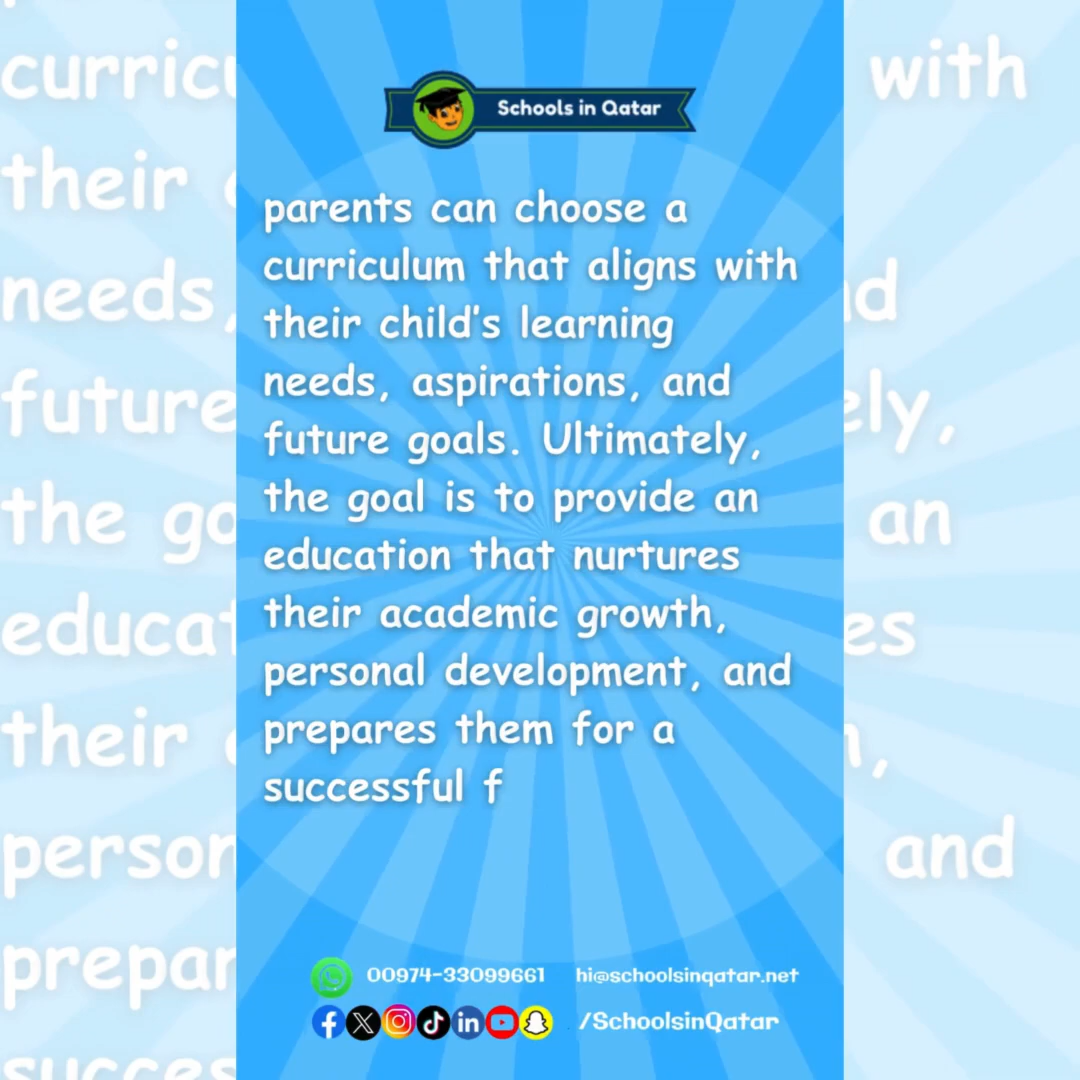 Schools in Qatar
parents can choose a
curriculum that aligns with
their child's learning
needs, aspirations, and
future goals. Ultimately,
the goal is to provide an
education that nurtures
their academic growth,
personal development, and
prepares them for a
successful f
00974-33099661 hi@schoolsinqatar.net
/SchoolsinQatar